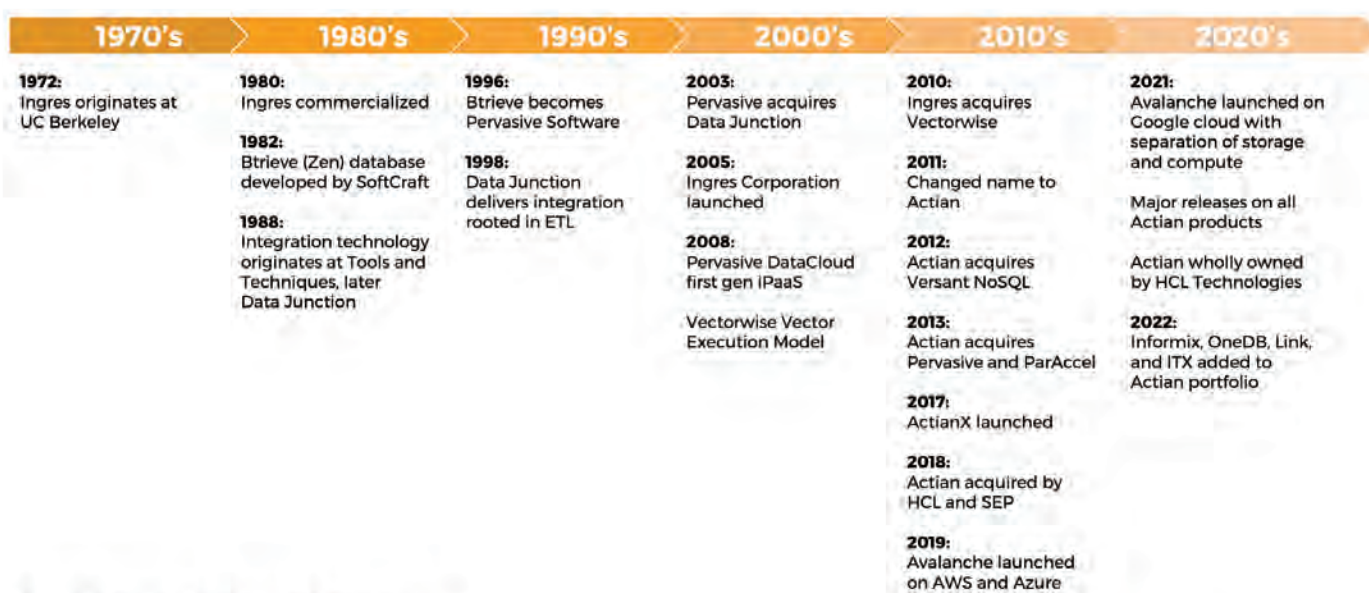 1970's
1980's
1990's
2000's
2010's
2020's
1972:
Ingres originates at
UC Berkeley
1980:
Ingres commercialized
1982:
Btrieve (Zen) database
developed by SoftCraft
1988:
Integration technology
originates at Tools and
Techniques, later
Data Junction
1996:
Btrieve becomes
Pervasive Software
1998:
Data Junction
delivers integration
rooted in ETL
2003:
Pervasive acquires
Data Junction
2005:
Ingres Corporation
launched
2008:
Pervasive DataCloud
first gen iPaaS
Vectorwise Vector
Execution Model
2010:
Ingres acquires
Vectorwise
2011:
Changed name to
Actian
2012:
Actian acquires
Versant NoSQL
2013:
Actian acquires
Pervasive and ParAccel
2017:
ActianX launched
2018:
Actian acquired by
HCL and SEP
2019:
Avalanche launched
on AWS and Azure
2021:
Avalanche launched on
Google cloud with
separation of storage
and compute
Major releases on all
Actian products
Actian wholly owned
by HCL Technologies
2022:
Informix, OneDB, Link,
and ITX added to
Actian portfolio